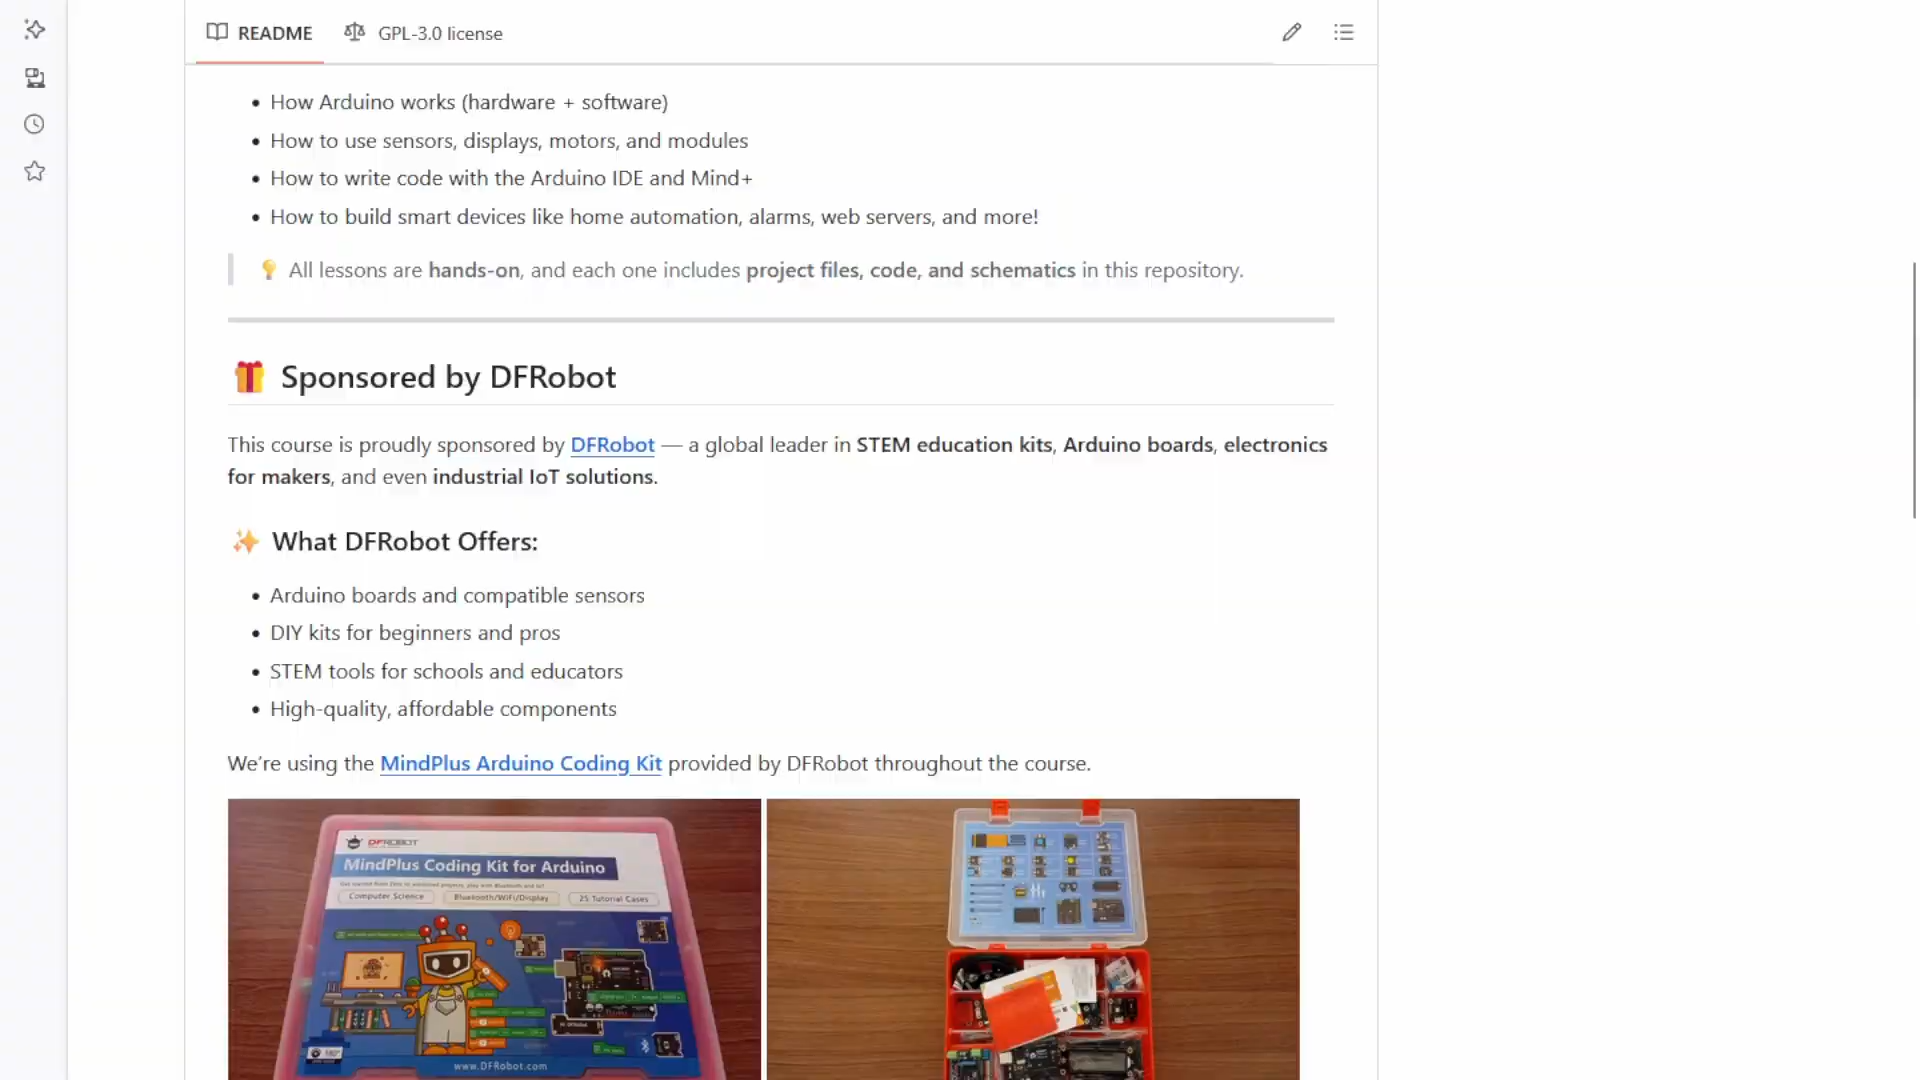 README
GPL-3.0 license
• How Arduino works (hardware + software)
• How to use sensors, displays, motors, and modules
• How to write code with the Arduino IDE and Mind+
• How to build smart devices like home automation, alarms, web servers, and more!
💡 All lessons are hands-on, and each one includes project files, code, and schematics in this repository.
🎁 Sponsored by DFRobot
This course is proudly sponsored by DFRobot — a global leader in STEM education kits, Arduino boards, electronics
for makers, and even industrial IoT solutions.
✨ What DFRobot Offers:
• Arduino boards and compatible sensors
• DIY kits for beginners and pros
• STEM tools for schools and educators
• High-quality, affordable components
We’re using the MindPlus Arduino Coding Kit provided by DFRobot throughout the course.
DFROBOT
MindPlus Coding Kit for Arduino
Computer Science
Bluetooth/WiFi/Display
25 Tutorial Cases
www.DFRobot.com